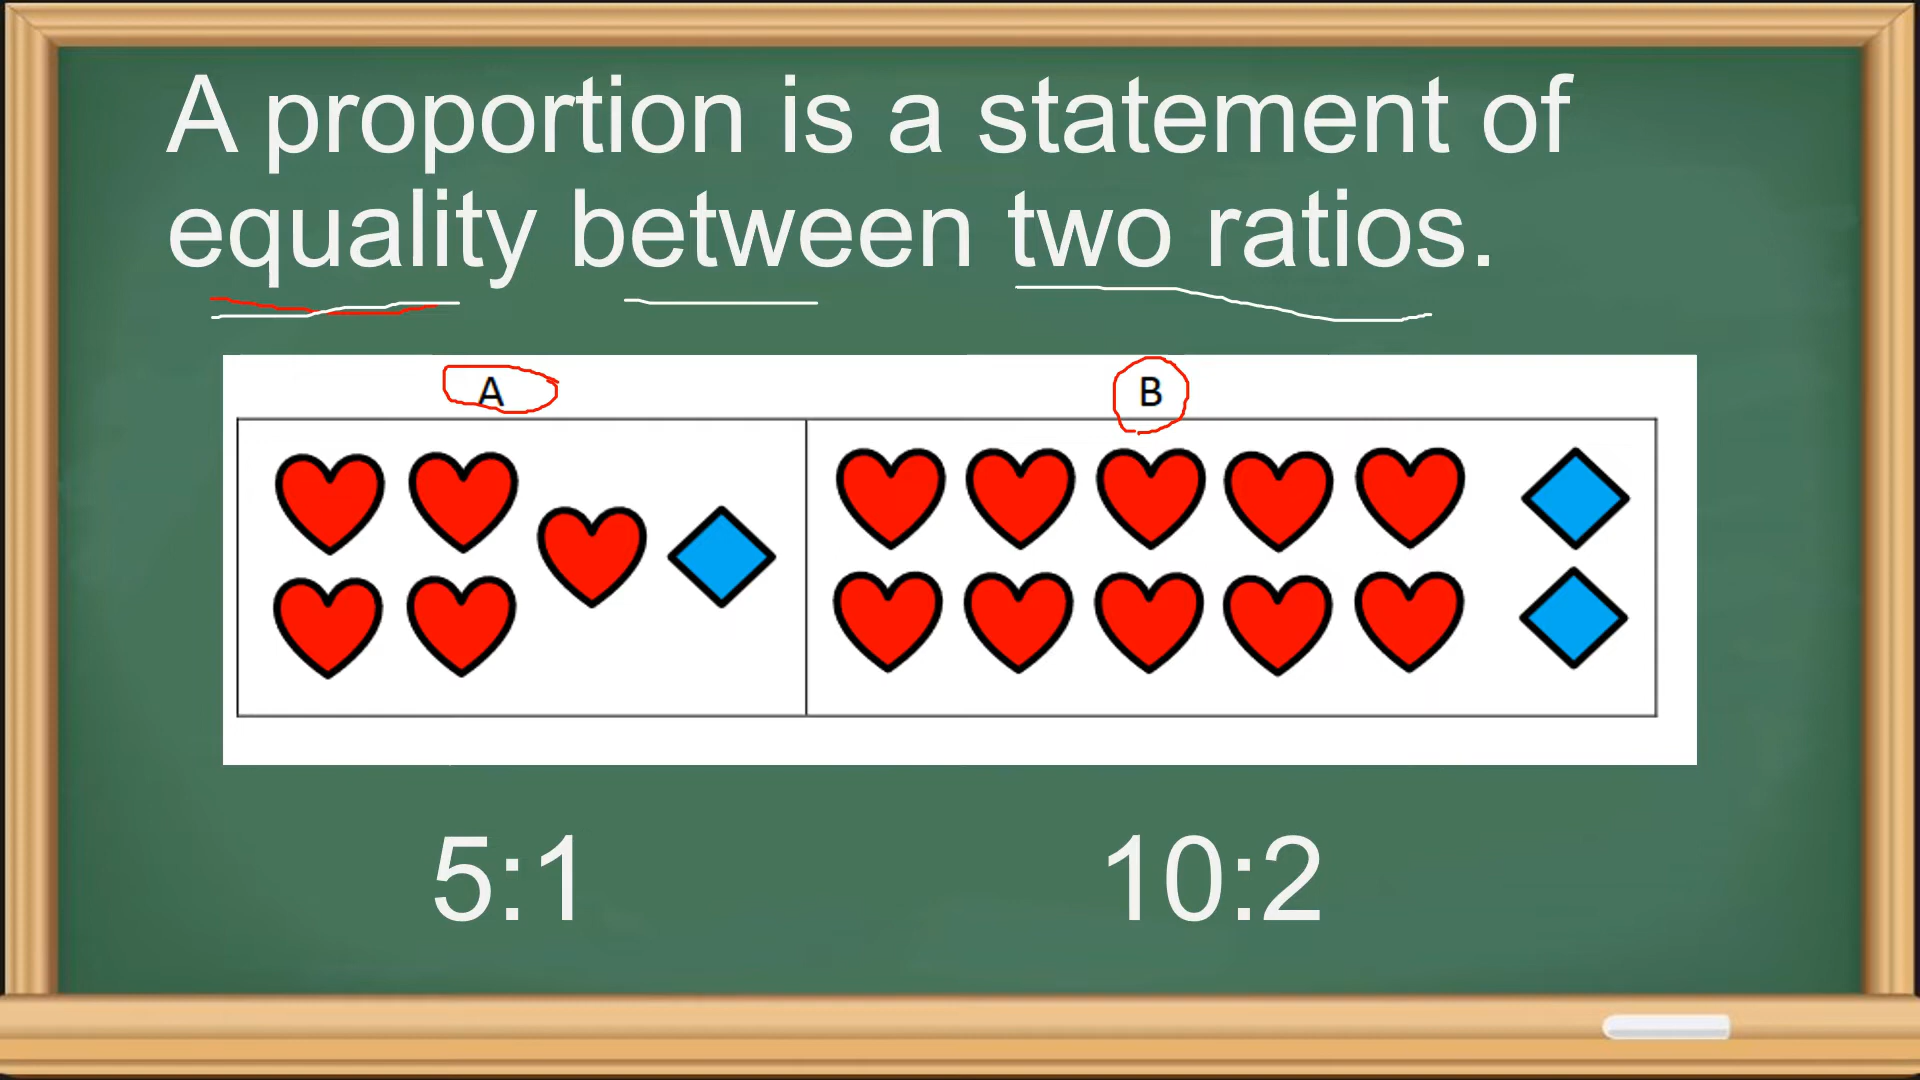 A proportion is a statement of
equality between two ratios.
A B
5:1 10:2